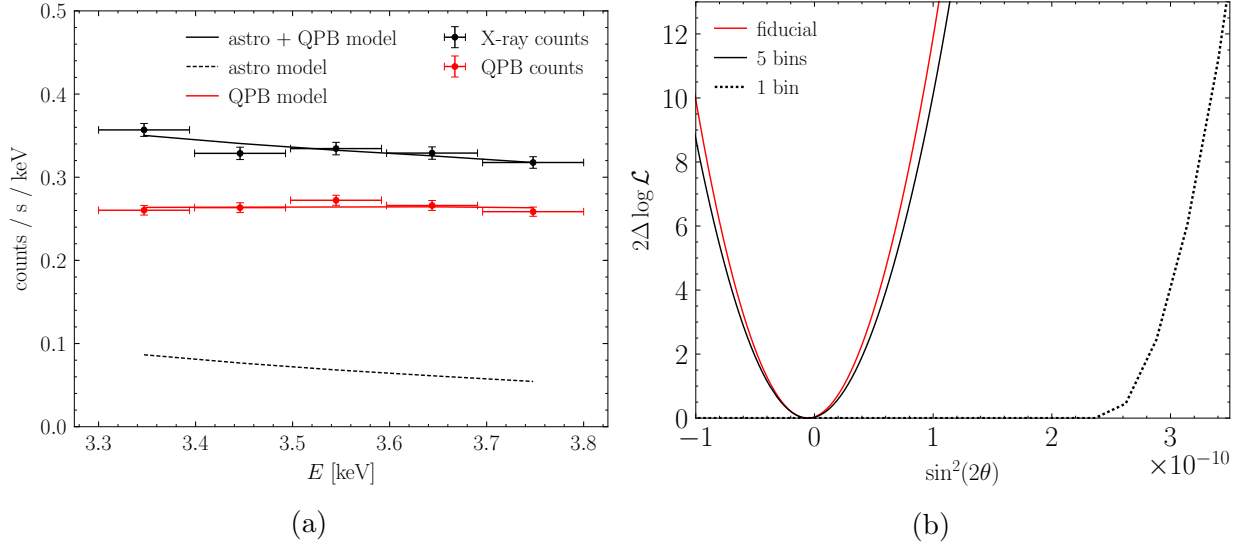 astro + QPB model
astro model
QPB model
X-ray counts
QPB counts
counts / s / keV
0.5
0.4
0.3
0.2
0.1
0.0
3.3 3.4 3.5 3.6 3.7 3.8
E [keV]
(a)
fiducial
5 bins
1 bin
2Δ log ℒ
12
10
8
6
4
2
0
−1 0 1 2 3
×10⁻¹⁰
sin²(2θ)
(b)